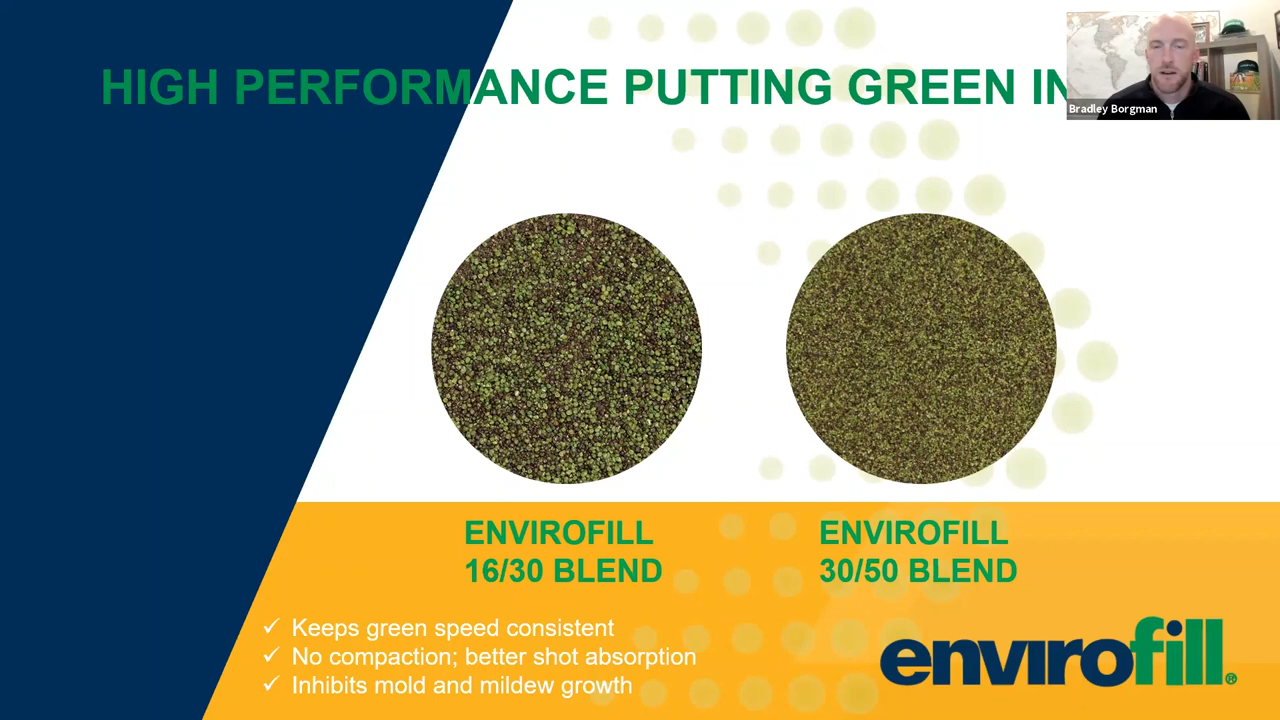 HIGH PERFORMANCE PUTTING GREEN IN
Bradley Borgman
ENVIROFILL
16/30 BLEND
ENVIROFILL
30/50 BLEND
✓ Keeps green speed consistent
✓ No compaction; better shot absorption
✓ Inhibits mold and mildew growth
envirofill®